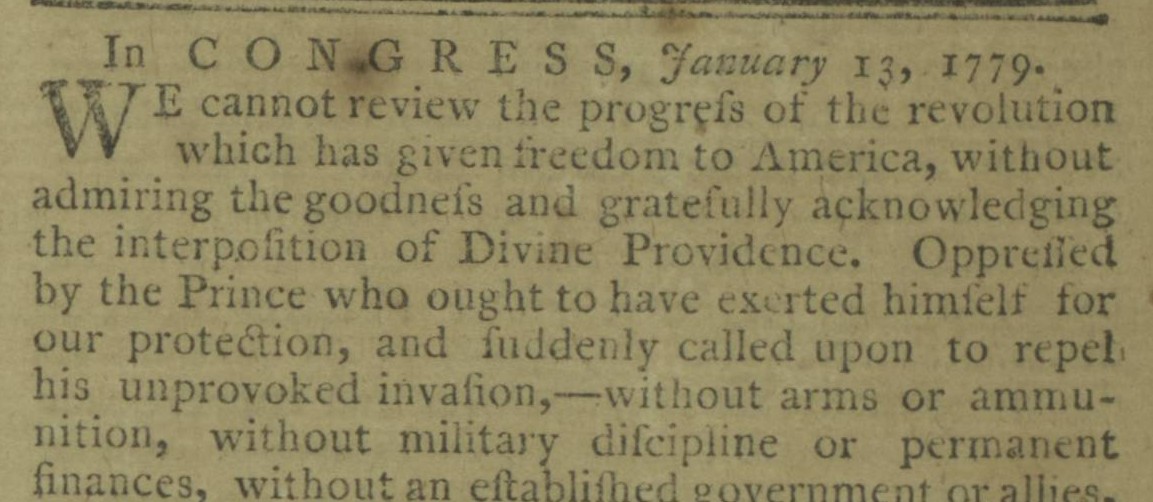 In CONGRESS, January 13, 1779.
WE cannot review the progreſs of the revolution
which has given freedom to America, without
admiring the goodneſs and gratefully acknowledging
the interpoſition of Divine Providence. Oppreſſed
by the Prince who ought to have exerted himſelf for
our protection, and ſuddenly called upon to repel
his unprovoked invaſion,—without arms or ammu-
nition, without military diſcipline or permanent
finances, without an eſtabliſhed government or allies,